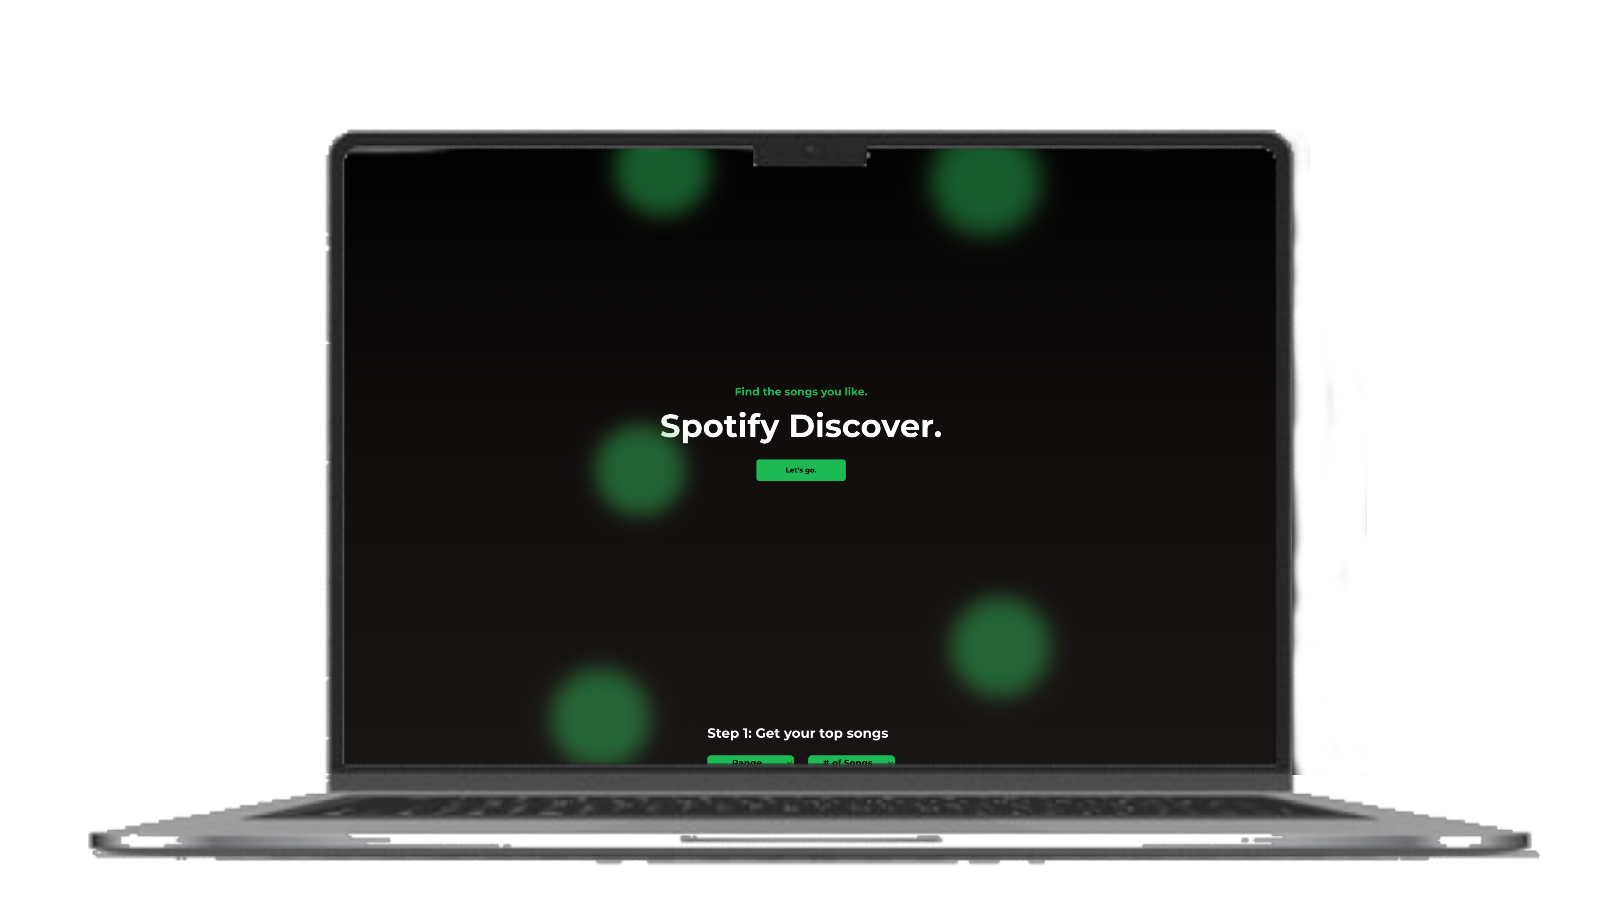 Find the songs you like.
Spotify Discover.
Let's go.
Step 1: Get your top songs
Range
# of Songs